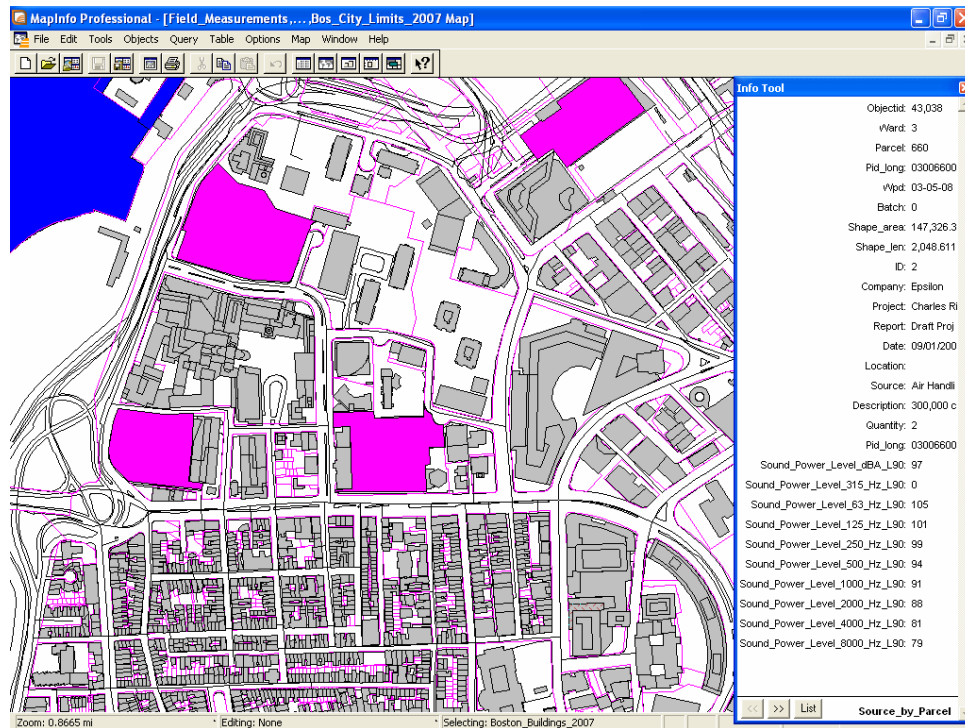 MapInfo Professional - [Field_Measurements,...,Bos_City_Limits_2007 Map]
File Edit Tools Objects Query Table Options Map Window Help
Info Tool
Objectid: 43,038
Ward: 3
Parcel: 660
Pid_long: 03006600
Wpd: 03-05-08
Batch: 0
Shape_area: 147,326.3
Shape_len: 2,048.611
ID: 2
Company: Epsilon
Project: Charles Ri
Report: Draft Proj
Date: 09/01/200
Location:
Source: Air Handli
Description: 300,000 c
Quantity: 2
Pid_long: 03006600
Sound_Power_Level_dBA_L90: 97
Sound_Power_Level_315_Hz_L90: 0
Sound_Power_Level_63_Hz_L90: 105
Sound_Power_Level_125_Hz_L90: 101
Sound_Power_Level_250_Hz_L90: 99
Sound_Power_Level_500_Hz_L90: 94
Sound_Power_Level_1000_Hz_L90: 91
Sound_Power_Level_2000_Hz_L90: 88
Sound_Power_Level_4000_Hz_L90: 81
Sound_Power_Level_8000_Hz_L90: 79
<< >> List Source_by_Parcel
Zoom: 0.8665 mi Editing: None Selecting: Boston_Buildings_2007